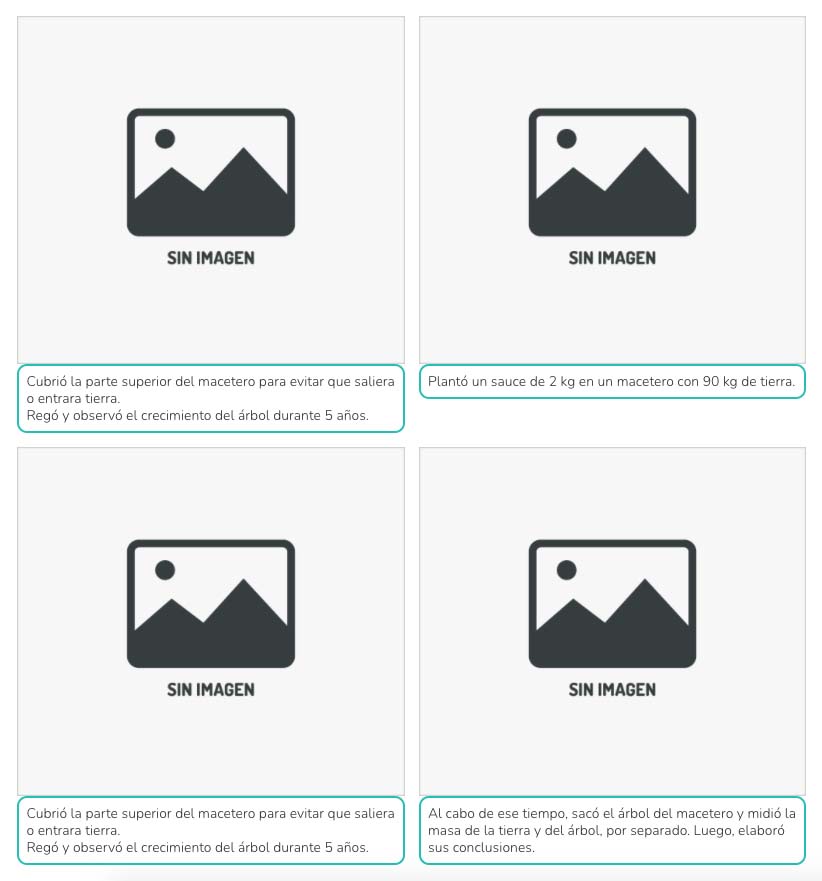 SIN IMAGEN
Cubrió la parte superior del macetero para evitar que saliera
o entrara tierra.
Regó y observó el crecimiento del árbol durante 5 años.
SIN IMAGEN
Plantó un sauce de 2 kg en un macetero con 90 kg de tierra.
SIN IMAGEN
Cubrió la parte superior del macetero para evitar que saliera
o entrara tierra.
Regó y observó el crecimiento del árbol durante 5 años.
SIN IMAGEN
Al cabo de ese tiempo, sacó el árbol del macetero y midió la
masa de la tierra y del árbol, por separado. Luego, elaboró
sus conclusiones.